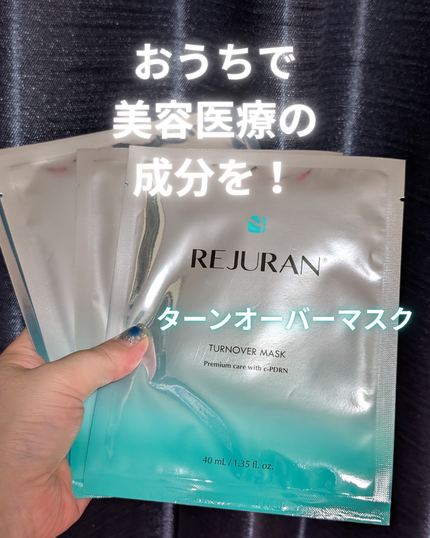 おうちで
美容医療の
成分を！
REJURAN®
ターンオーバーマスク
TURNOVER MASK
Premium care with c-PDRN
40 mL / 1.35 fl. oz.